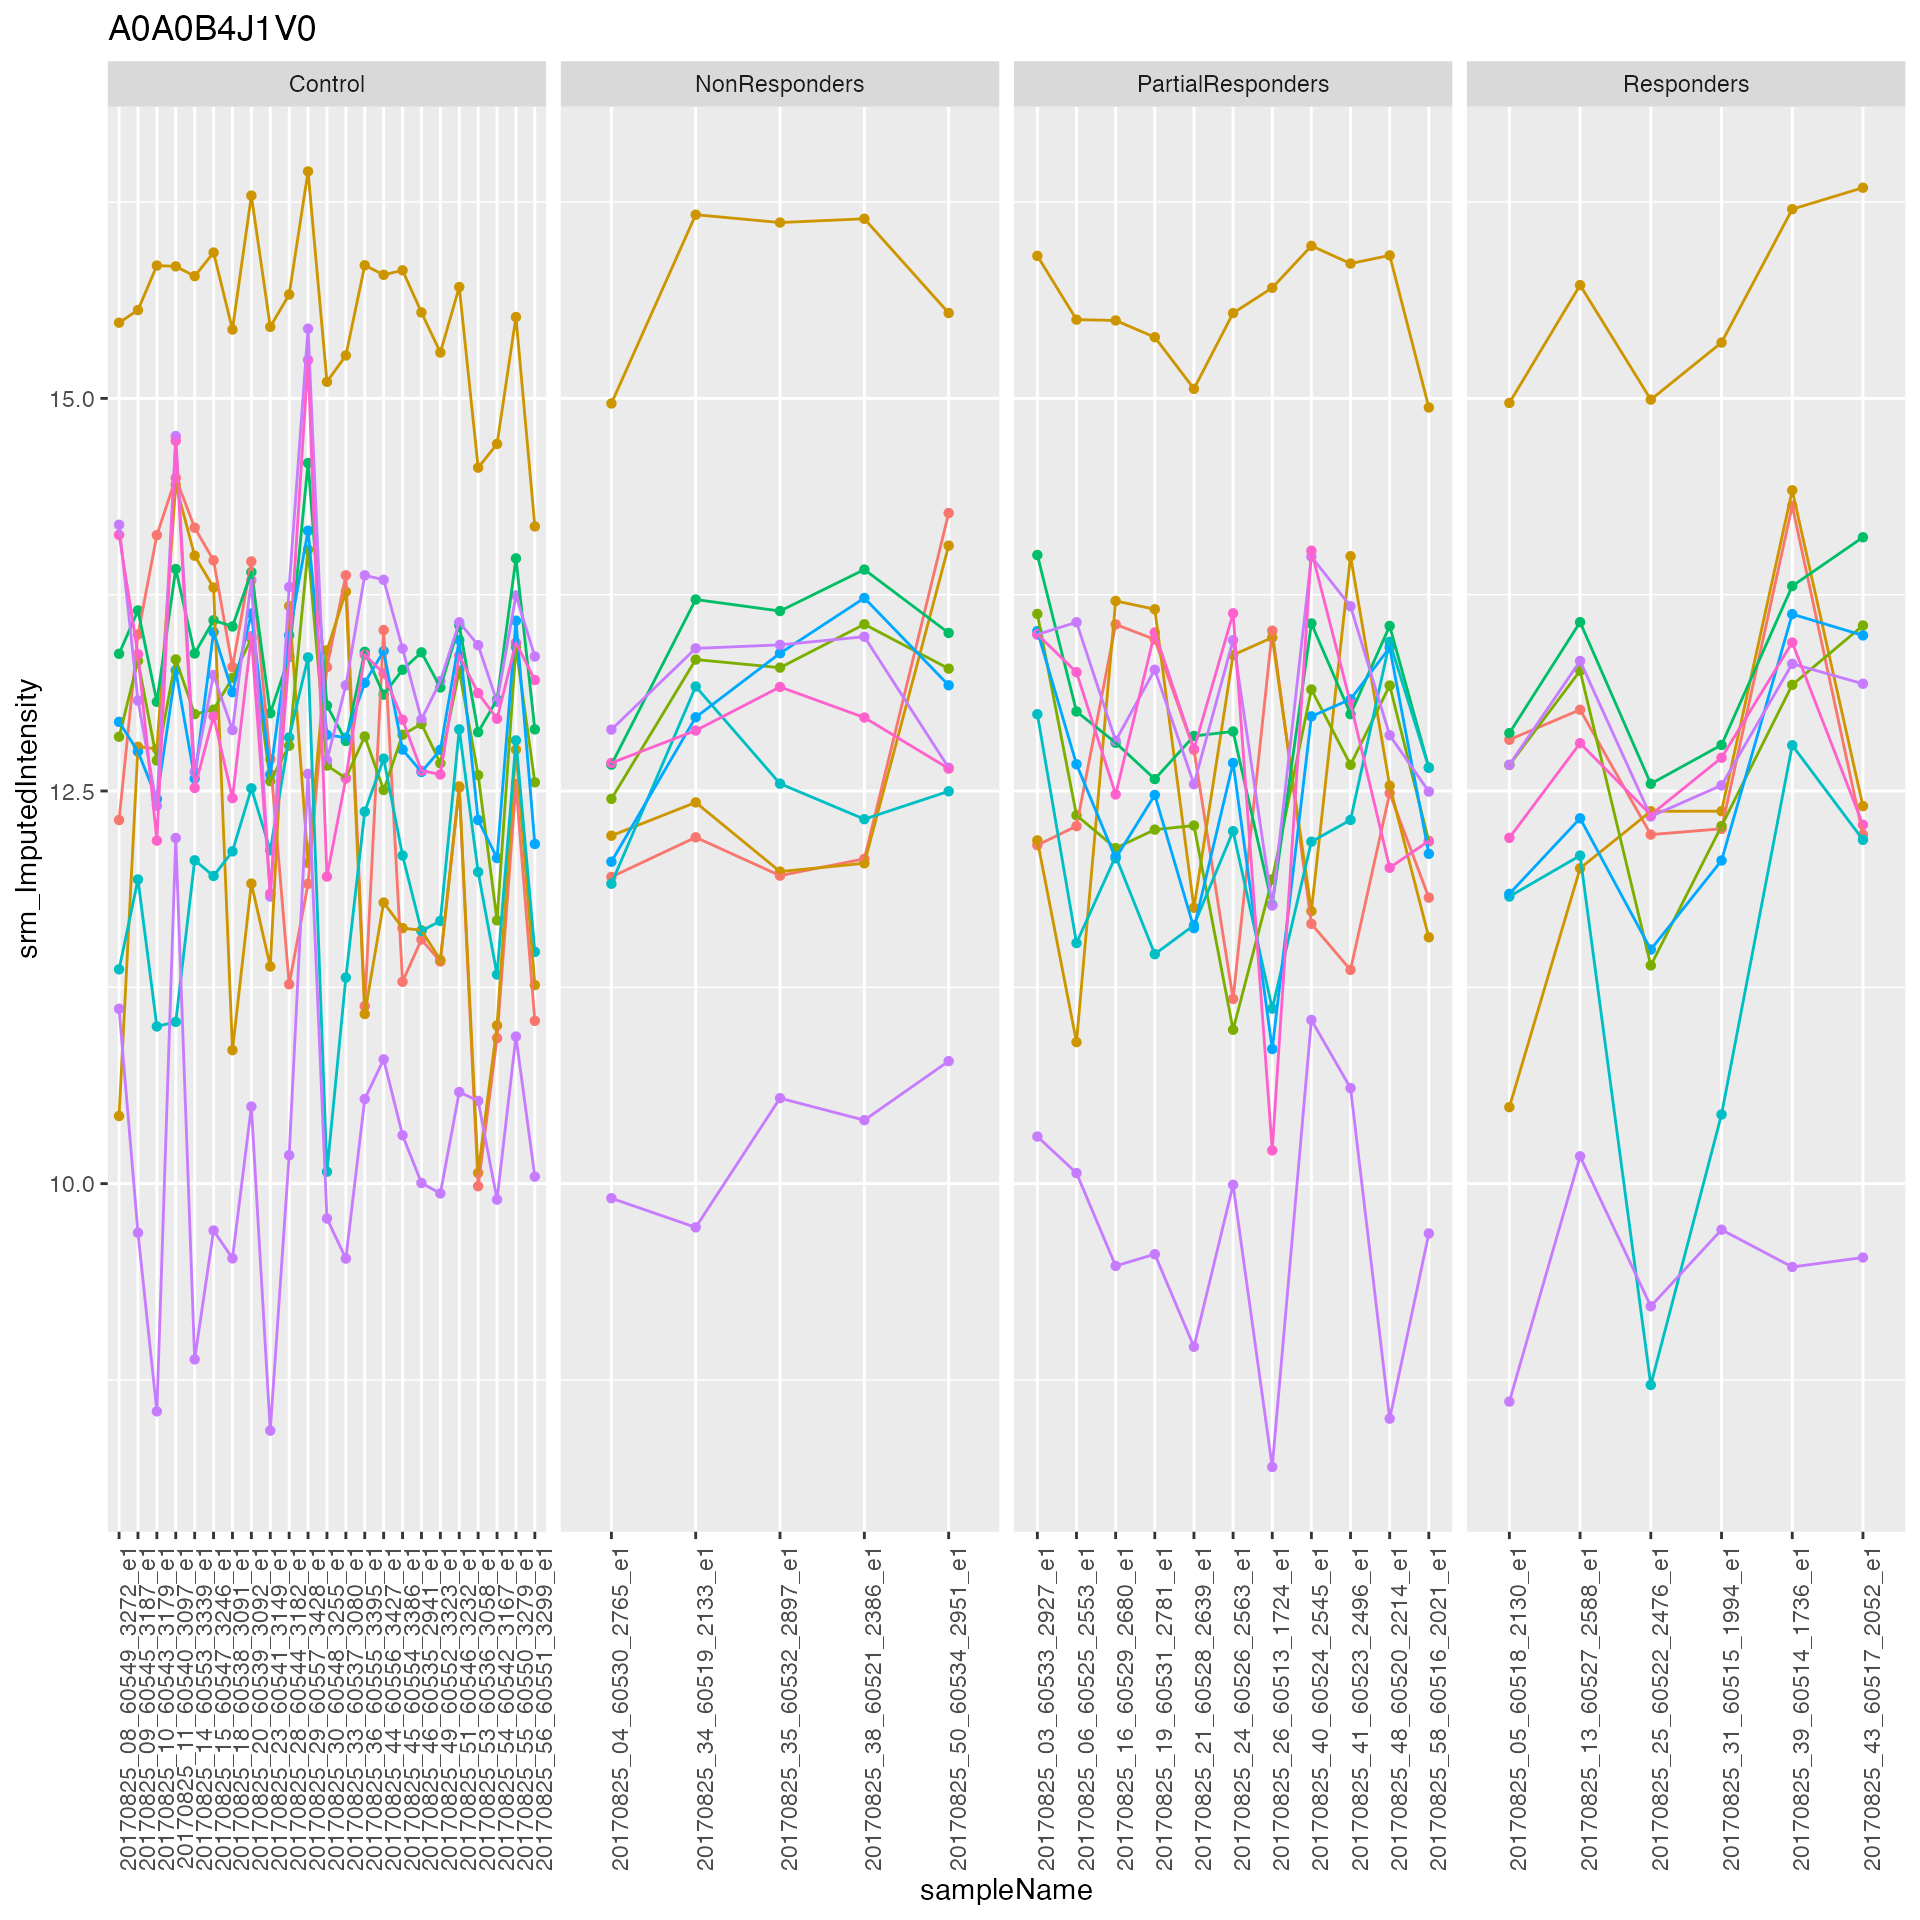 A0A0B4J1V0
Control
NonResponders
PartialResponders
Responders
srm_ImputedIntensity
15.0
12.5
10.0
20170825_08_60549_3272_e1
20170825_09_60545_3187_e1
20170825_10_60543_3179_e1
20170825_11_60540_3097_e1
20170825_14_60553_3339_e1
20170825_15_60547_3246_e1
20170825_18_60538_3091_e1
20170825_20_60539_3092_e1
20170825_23_60541_3149_e1
20170825_28_60544_3182_e1
20170825_29_60557_3428_e1
20170825_30_60548_3255_e1
20170825_33_60537_3080_e1
20170825_36_60555_3395_e1
20170825_44_60556_3427_e1
20170825_45_60554_3386_e1
20170825_46_60535_2941_e1
20170825_49_60552_3323_e1
20170825_51_60546_3232_e1
20170825_53_60536_3058_e1
20170825_54_60542_3167_e1
20170825_55_60550_3279_e1
20170825_56_60551_3299_e1
20170825_04_60530_2765_e1
20170825_34_60519_2133_e1
20170825_35_60532_2897_e1
20170825_38_60521_2386_e1
20170825_50_60534_2951_e1
20170825_03_60533_2927_e1
20170825_06_60525_2553_e1
20170825_16_60529_2680_e1
20170825_19_60531_2781_e1
20170825_21_60528_2639_e1
20170825_24_60526_2563_e1
20170825_26_60513_1724_e1
20170825_40_60524_2545_e1
20170825_41_60523_2496_e1
20170825_48_60520_2214_e1
20170825_58_60516_2021_e1
20170825_05_60518_2130_e1
20170825_13_60527_2588_e1
20170825_25_60522_2476_e1
20170825_31_60515_1994_e1
20170825_39_60514_1736_e1
20170825_43_60517_2052_e1
sampleName